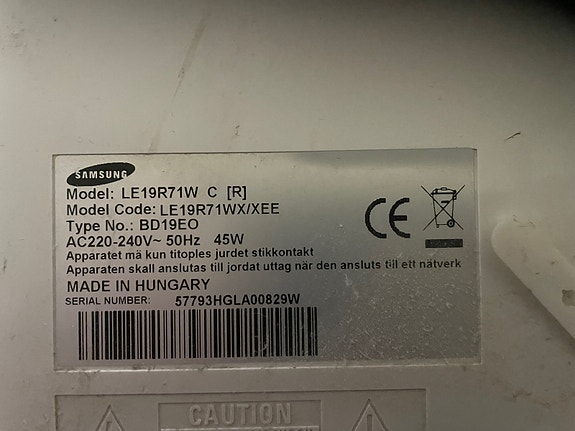 SAMSUNG
Model: LE19R71W C [R]
Model Code: LE19R71WX/XEE
Type No.: BD19EO
AC220-240V~ 50Hz 45W
Apparatet må kun titoples jurdet stikkontakt
Apparaten skall anslutas till jordat uttag när den ansluts till ett nätverk
MADE IN HUNGARY
SERIAL NUMBER: 57793HGLA00829W
CE
CAUTION